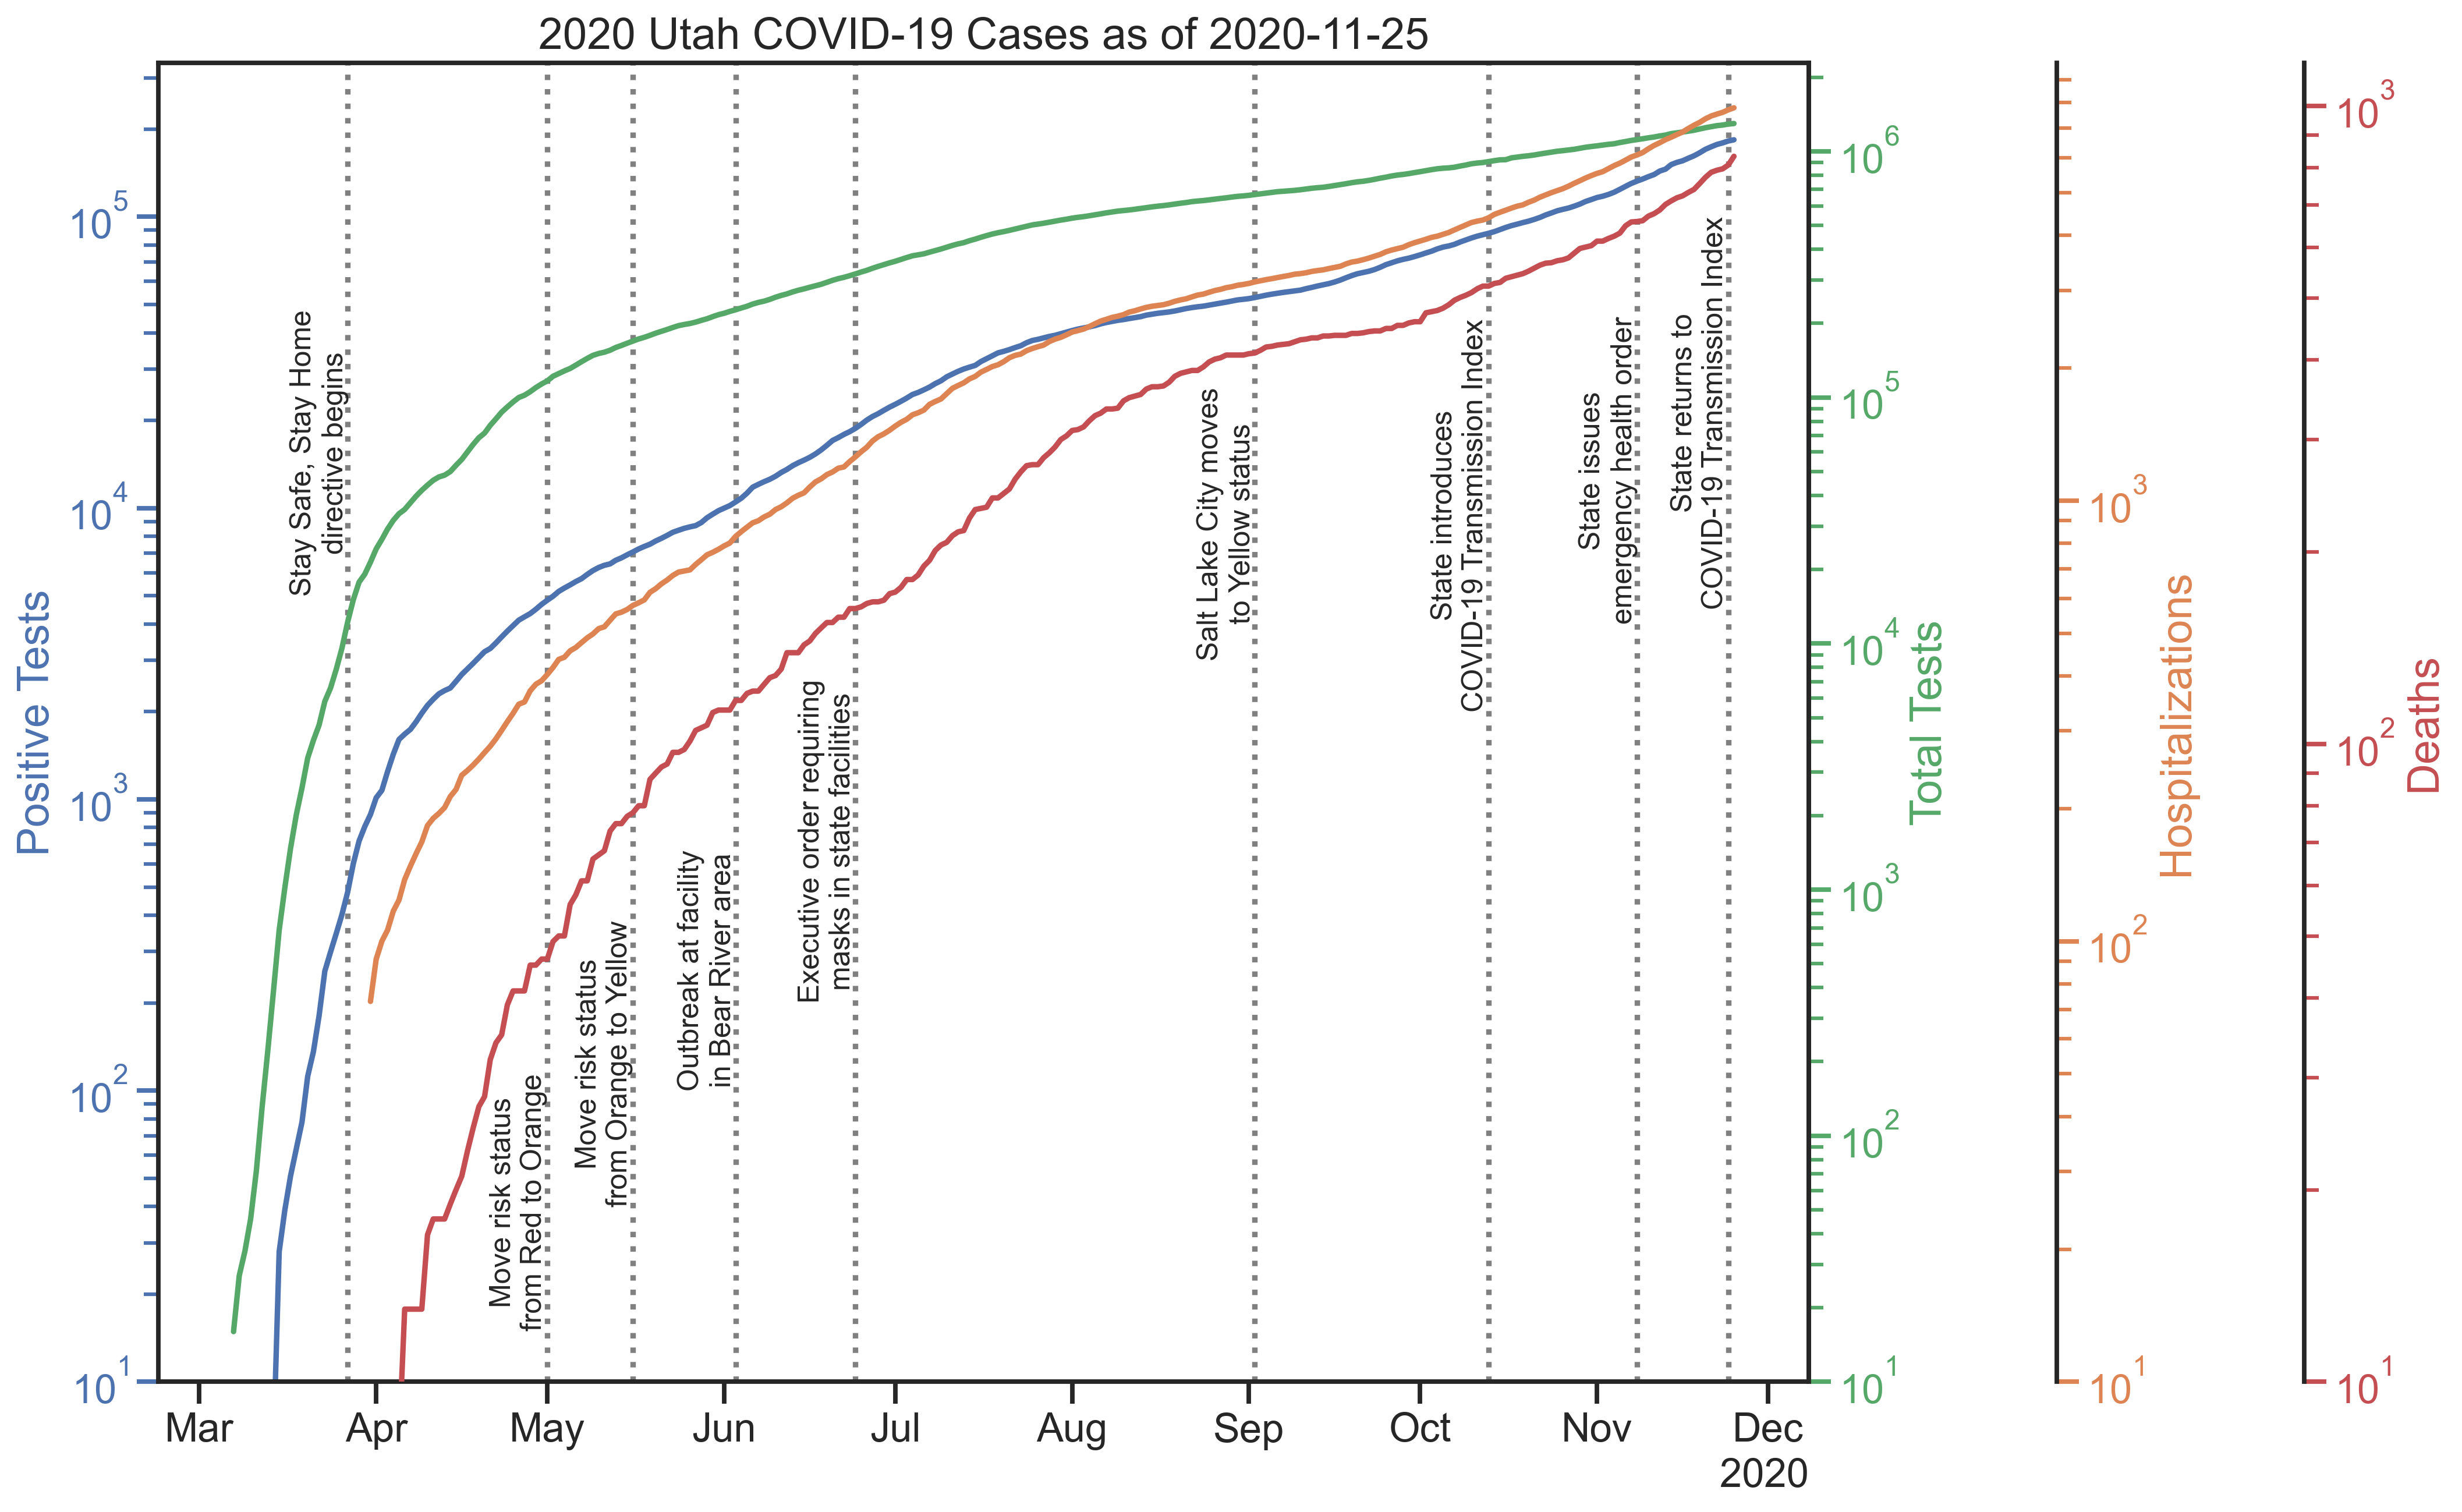 2020 Utah COVID-19 Cases as of 2020-11-25
Positive Tests
10^5
10^4
10^3
10^2
10^1
Stay Safe, Stay Home
directive begins
Move risk status
from Red to Orange
Move risk status
from Orange to Yellow
Outbreak at facility
in Bear River area
Executive order requiring
masks in state facilities
Salt Lake City moves
to Yellow status
State introduces
COVID-19 Transmission Index
State issues
emergency health order
State returns to
COVID-19 Transmission Index
10^6
10^5
10^4
10^3
10^2
10^1
Total Tests
10^3
10^2
10^1
Hospitalizations
10^3
10^2
10^1
Deaths
Mar Apr May Jun Jul Aug Sep Oct Nov Dec
2020